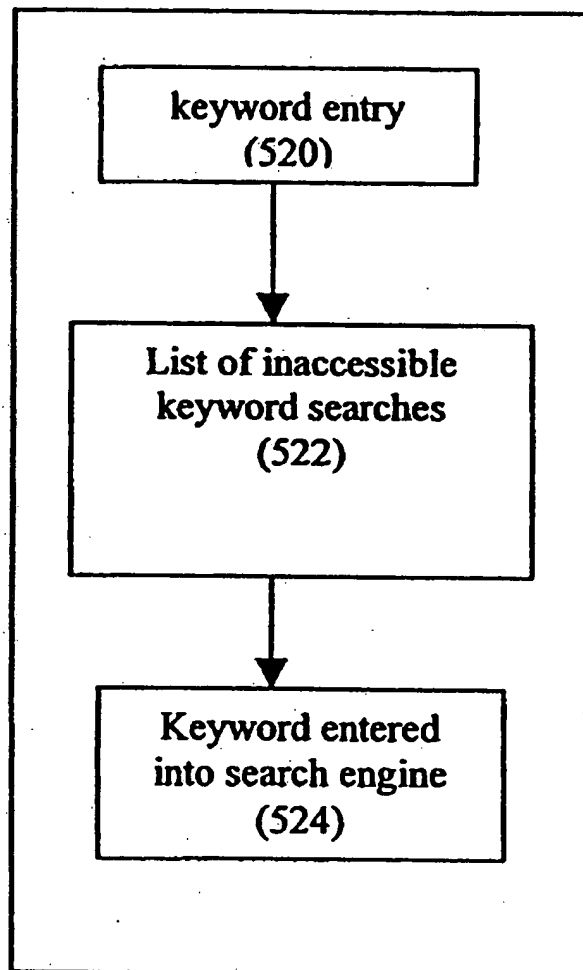 keyword entry
(520)
List of inaccessible
keyword searches
(522)
Keyword entered
into search engine
(524)